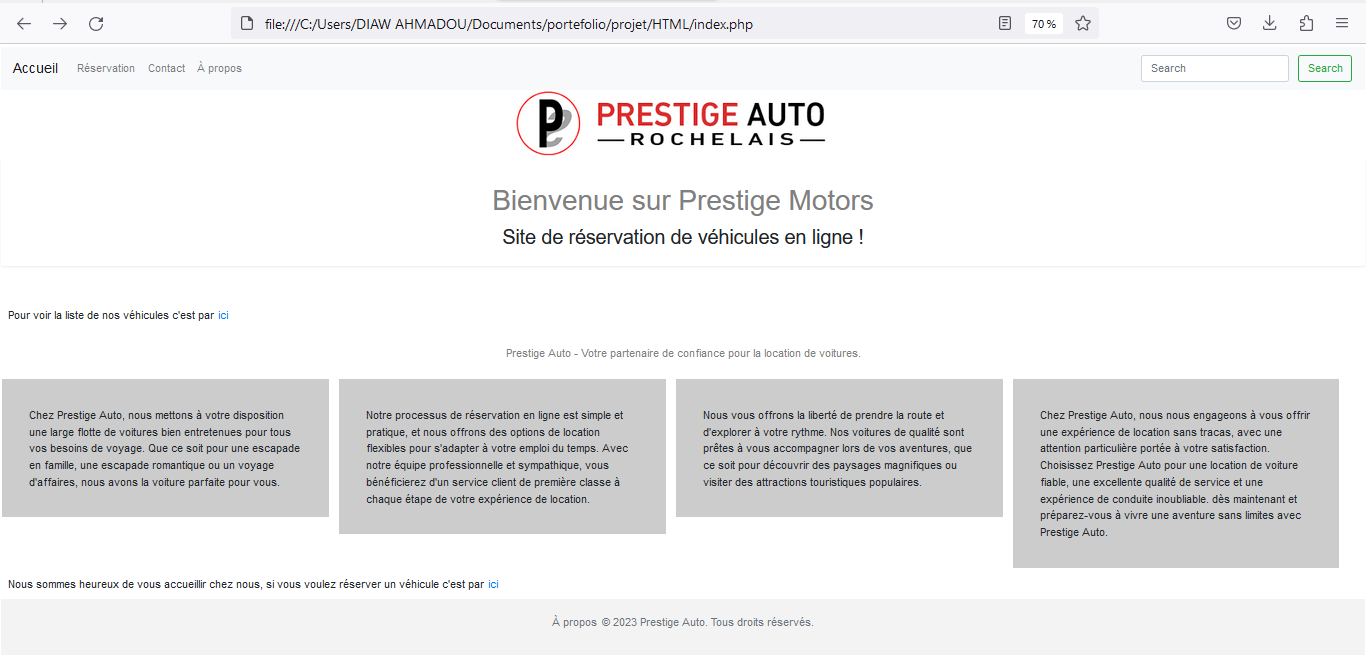 file:///C:/Users/DIAW AHMADOU/Documents/portefolio/projet/HTML/index.php
70 %
Accueil Réservation Contact À propos Search Search
PRESTIGE AUTO
ROCHELAIS
Bienvenue sur Prestige Motors
Site de réservation de véhicules en ligne !
Pour voir la liste de nos véhicules c'est par ici
Prestige Auto - Votre partenaire de confiance pour la location de voitures.
Chez Prestige Auto, nous mettons à votre disposition
une large flotte de voitures bien entretenues pour tous
vos besoins de voyage. Que ce soit pour une escapade
en famille, une escapade romantique ou un voyage
d'affaires, nous avons la voiture parfaite pour vous.
Notre processus de réservation en ligne est simple et
pratique, et nous offrons des options de location
flexibles pour s'adapter à votre emploi du temps. Avec
notre équipe professionnelle et sympathique, vous
bénéficierez d'un service client de première classe à
chaque étape de votre expérience de location.
Nous vous offrons la liberté de prendre la route et
d'explorer à votre rythme. Nos voitures de qualité sont
prêtes à vous accompagner lors de vos aventures, que
ce soit pour découvrir des paysages magnifiques ou
visiter des attractions touristiques populaires.
Chez Prestige Auto, nous nous engageons à vous offrir
une expérience de location sans tracas, avec une
attention particulière portée à votre satisfaction.
Choisissez Prestige Auto pour une location de voiture
fiable, une excellente qualité de service et une
expérience de conduite inoubliable. dès maintenant et
préparez-vous à vivre une aventure sans limites avec
Prestige Auto.
Nous sommes heureux de vous accueillir chez nous, si vous voulez réserver un véhicule c'est par ici
À propos © 2023 Prestige Auto. Tous droits réservés.